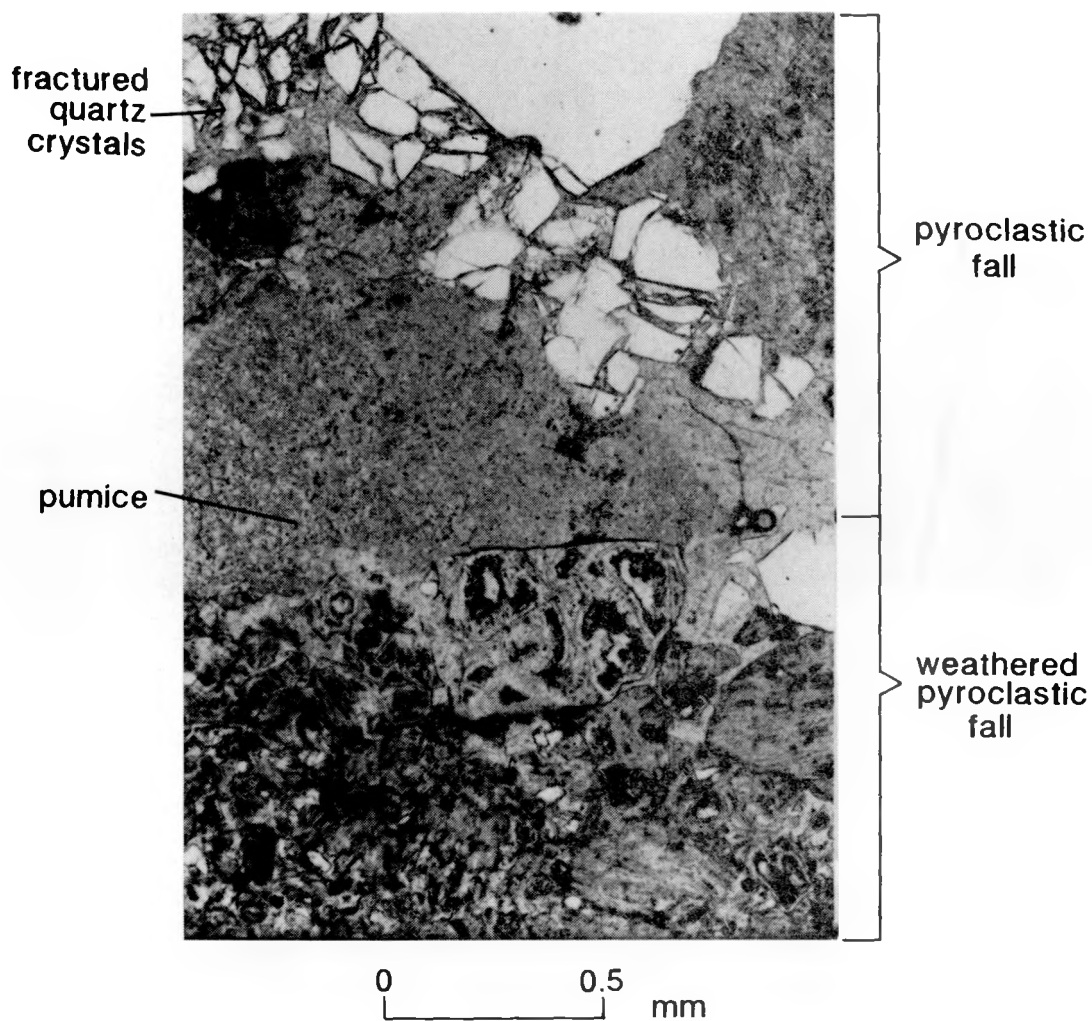 fractured
quartz
crystals
pyroclastic
fall
pumice
weathered
pyroclastic
fall
0
0.5
mm